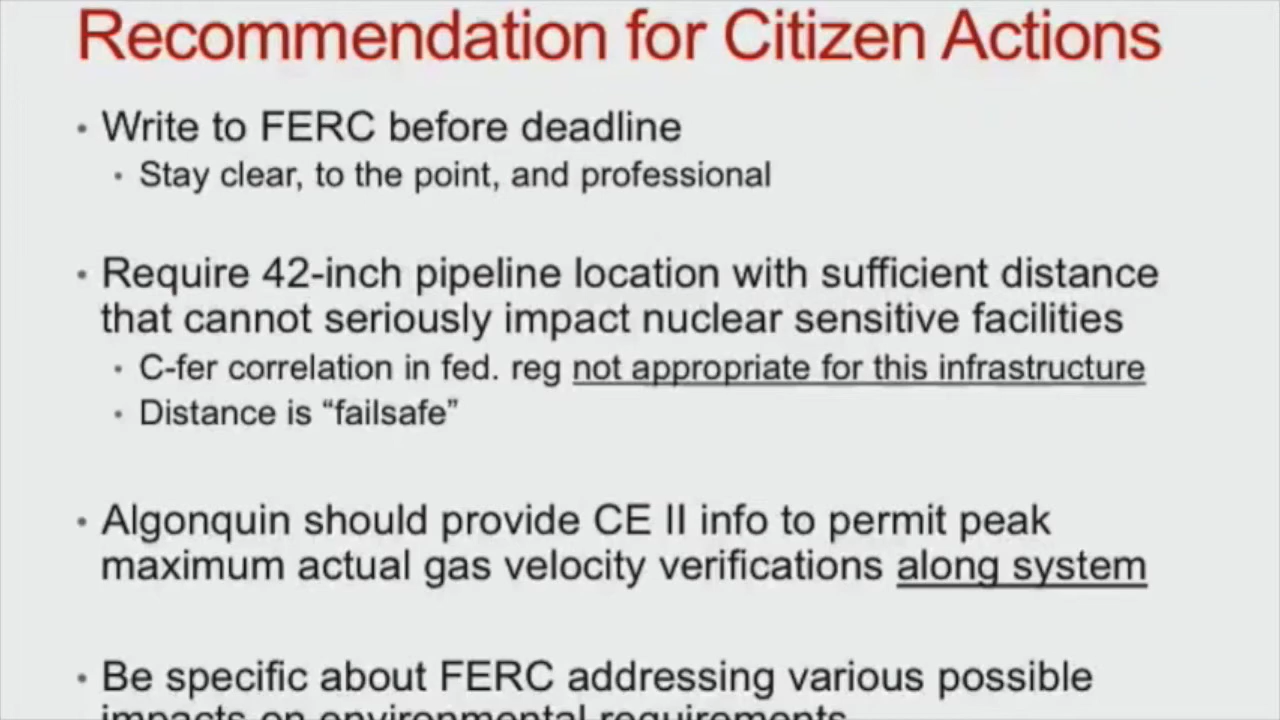 Recommendation for Citizen Actions
• Write to FERC before deadline
• Stay clear, to the point, and professional
• Require 42-inch pipeline location with sufficient distance
that cannot seriously impact nuclear sensitive facilities
• C-fer correlation in fed. reg not appropriate for this infrastructure
• Distance is “failsafe”
• Algonquin should provide CE II info to permit peak
maximum actual gas velocity verifications along system
• Be specific about FERC addressing various possible
impacts on environmental requirements